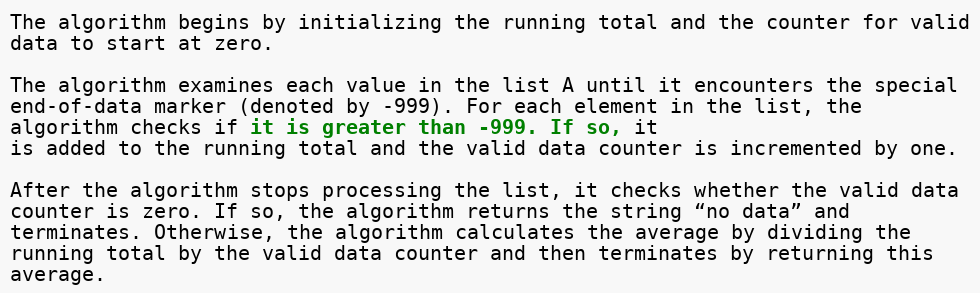 The algorithm begins by initializing the running total and the counter for valid
data to start at zero.
The algorithm examines each value in the list A until it encounters the special
end-of-data marker (denoted by -999). For each element in the list, the
algorithm checks if it is greater than -999. If so, it
is added to the running total and the valid data counter is incremented by one.
After the algorithm stops processing the list, it checks whether the valid data
counter is zero. If so, the algorithm returns the string “no data” and
terminates. Otherwise, the algorithm calculates the average by dividing the
running total by the valid data counter and then terminates by returning this
average.